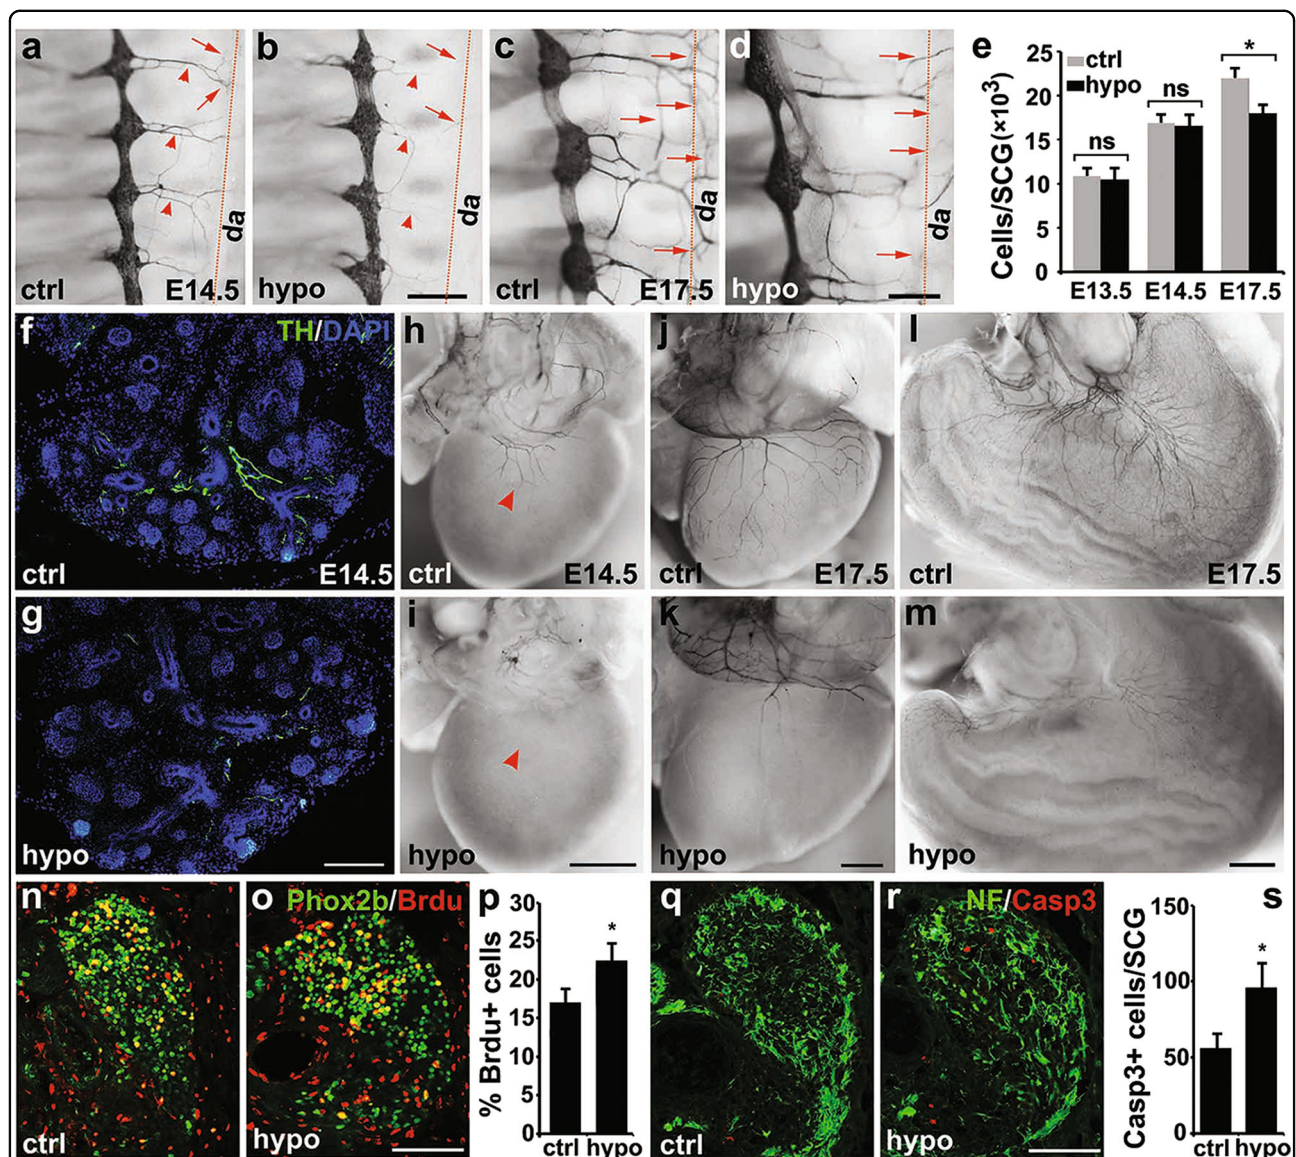 a
ctrl
E14.5
da
b
hypo
da
c
ctrl
E17.5
da
d
hypo
da
e
Cells/SCG(×10³)
25
20
15
10
5
0
ctrl
hypo
ns
ns
*
E13.5 E14.5 E17.5
f
TH/DAPI
ctrl
E14.5
h
ctrl
E14.5
j
ctrl
E17.5
l
ctrl
E17.5
g
hypo
i
hypo
k
hypo
m
hypo
n
ctrl
o
Phox2b/Brdu
hypo
p
% Brdu+ cells
30
25
20
15
10
5
0
*
ctrl hypo
q
ctrl
r
NF/Casp3
hypo
s
Casp3+ cells/SCG
150
100
50
0
*
ctrl hypo